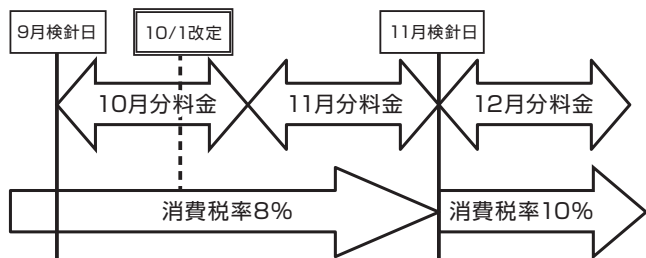 9月検針日
10/1改定
11月検針日
10月分料金
11月分料金
12月分料金
消費税率8%
消費税率10%